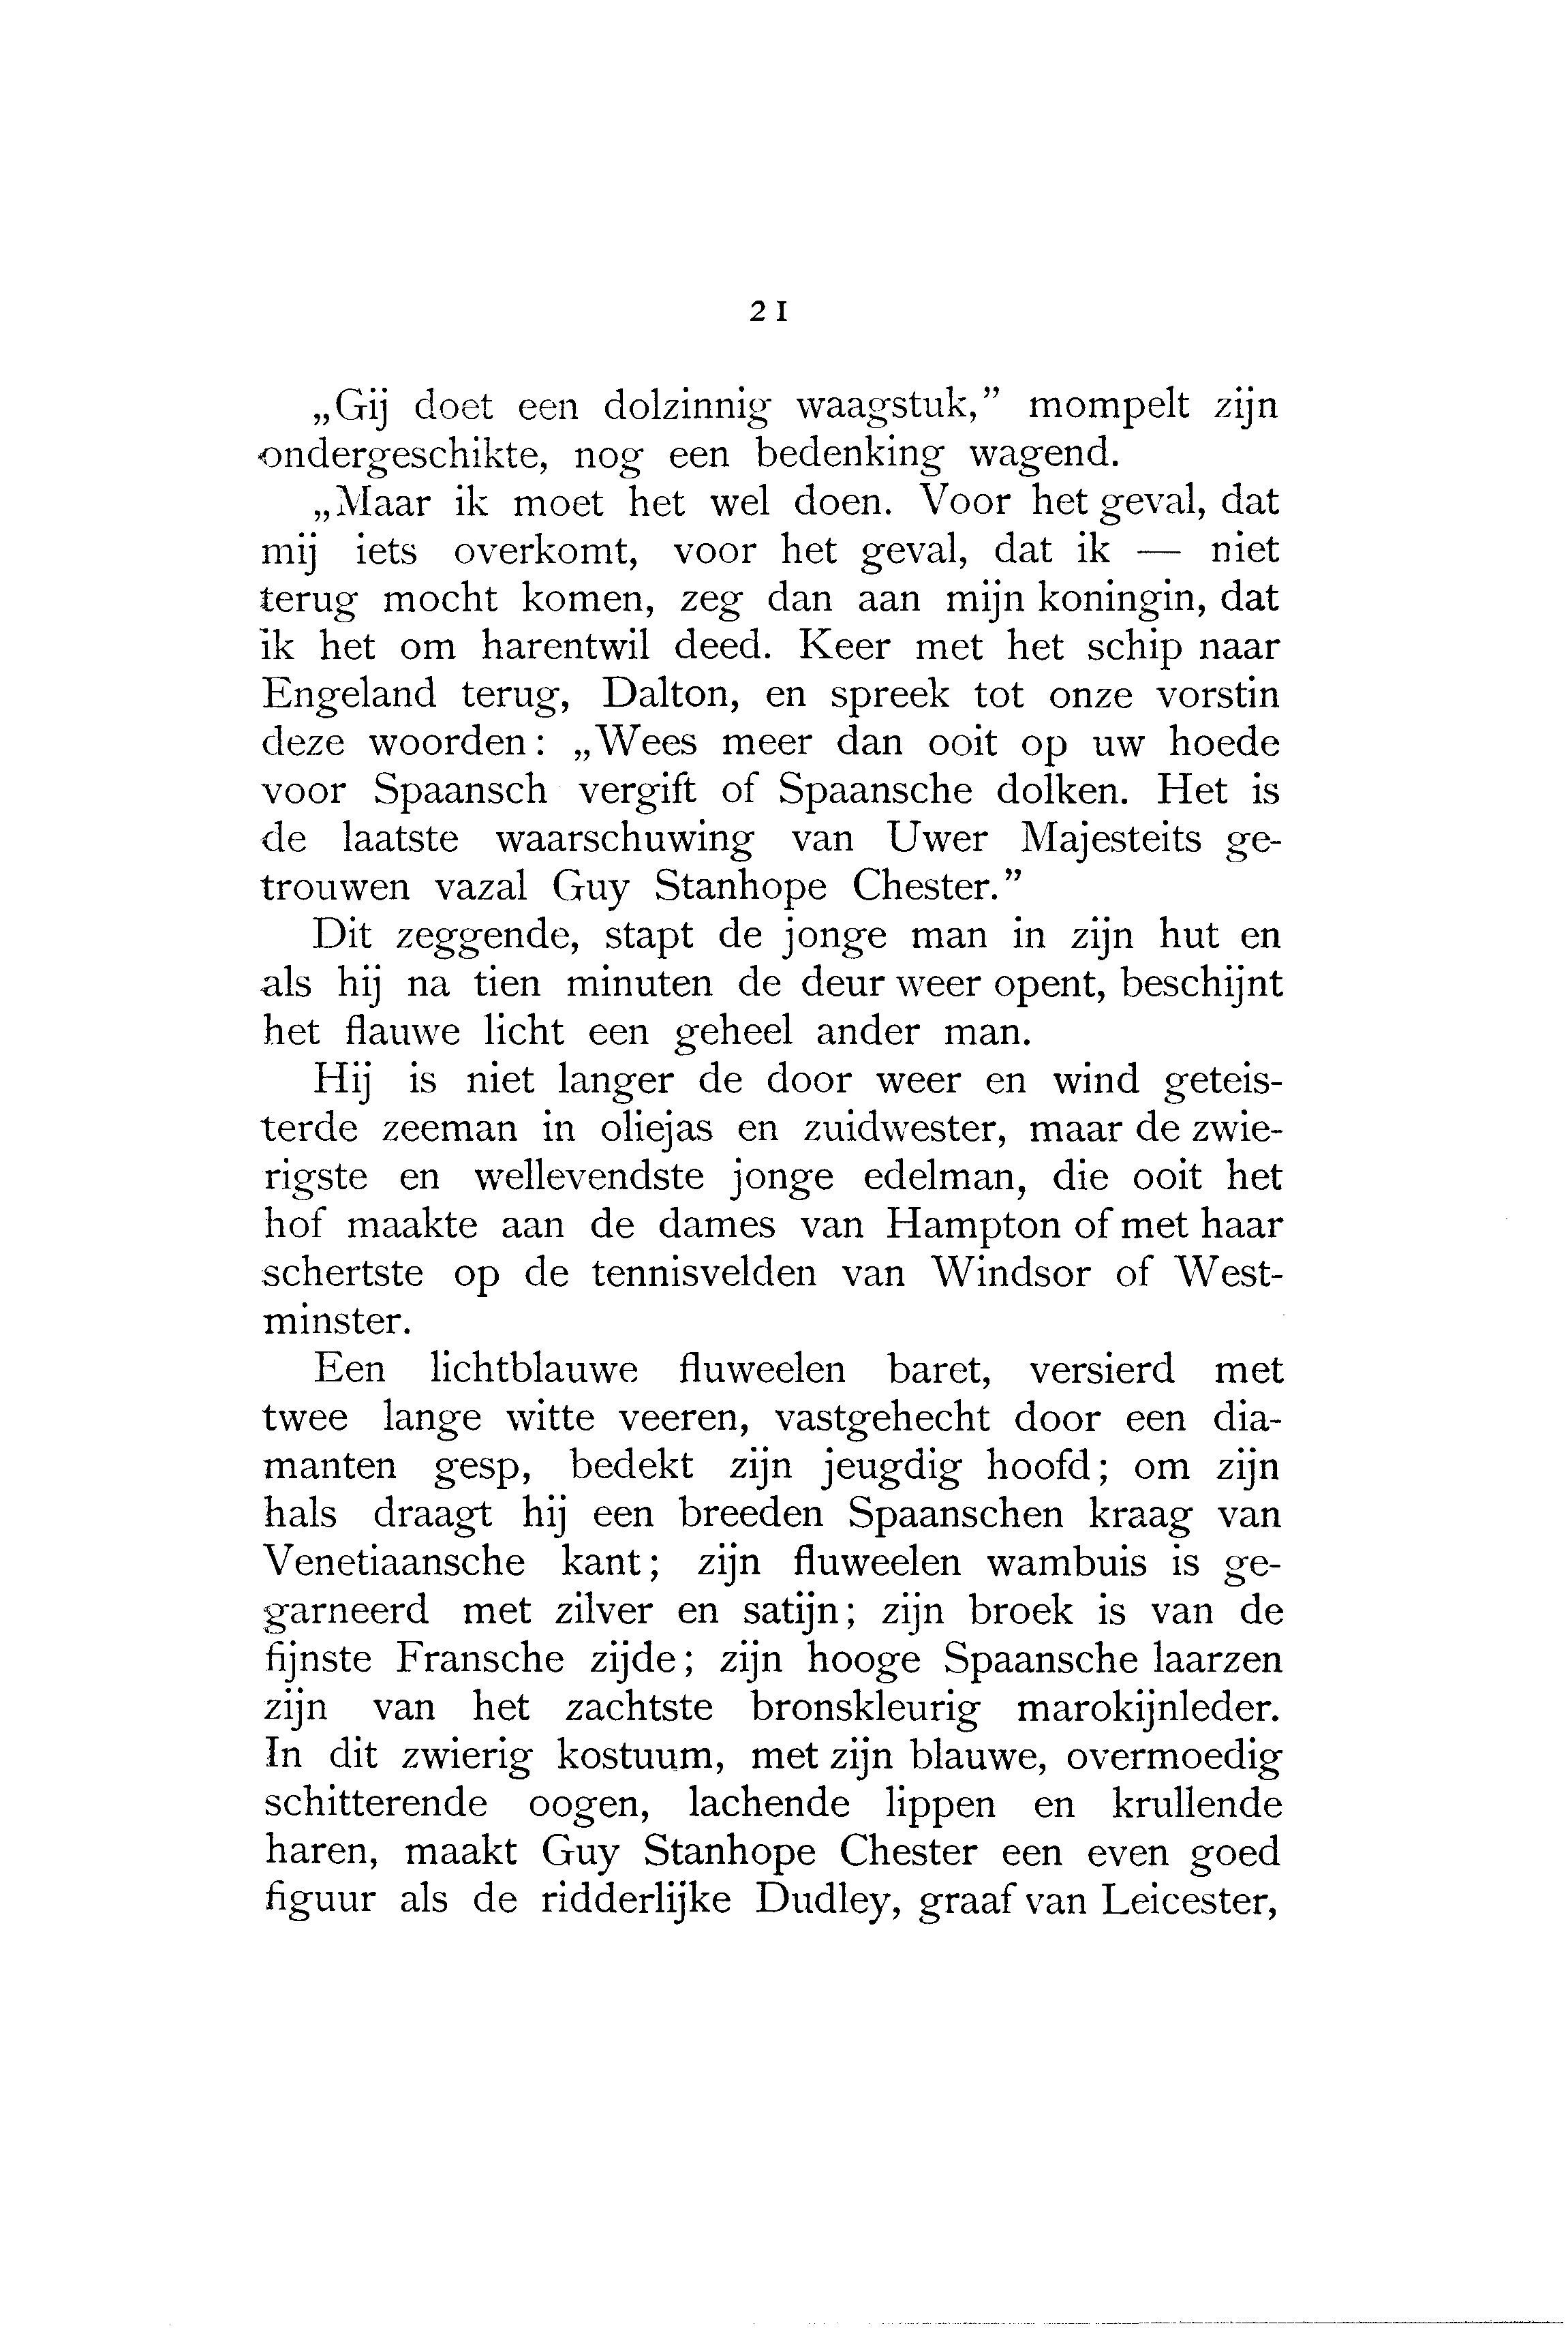 21
„Gij doet een dolzinnig waagstuk,” mompelt zijn
ondergeschikte, nog een bedenking wagend.
„Maar ik moet het wel doen. Voor het geval, dat
mij iets overkomt, voor het geval, dat ik — niet
terug mocht komen, zeg dan aan mijn koningin, dat
ik het om harentwil deed. Keer met het schip naar
Engeland terug, Dalton, en spreek tot onze vorstin
deze woorden: „Wees meer dan ooit op uw hoede
voor Spaansch vergift of Spaansche dolken. Het is
de laatste waarschuwing van Uwer Majesteits ge-
trouwen vazal Guy Stanhope Chester.”
Dit zeggende, stapt de jonge man in zijn hut en
als hij na tien minuten de deur weer opent, beschijnt
het flauwe licht een geheel ander man.
Hij is niet langer de door weer en wind geteis-
terde zeeman in oliejas en zuidwester, maar de zwie-
rigste en wellevendste jonge edelman, die ooit het
hof maakte aan de dames van Hampton of met haar
schertste op de tennisvelden van Windsor of West-
minster.
Een lichtblauwe fluweelen baret, versierd met
twee lange witte veeren, vastgehecht door een dia-
manten gesp, bedekt zijn jeugdig hoofd; om zijn
hals draagt hij een breeden Spaanschen kraag van
Venetiaansche kant; zijn fluweelen wambuis is ge-
garneerd met zilver en satijn; zijn broek is van de
fijnste Fransche zijde; zijn hooge Spaansche laarzen
zijn van het zachtste bronskleurig marokijnleder.
In dit zwierig kostuum, met zijn blauwe, overmoedig
schitterende oogen, lachende lippen en krullende
haren, maakt Guy Stanhope Chester een even goed
figuur als de ridderlijke Dudley, graaf van Leicester,